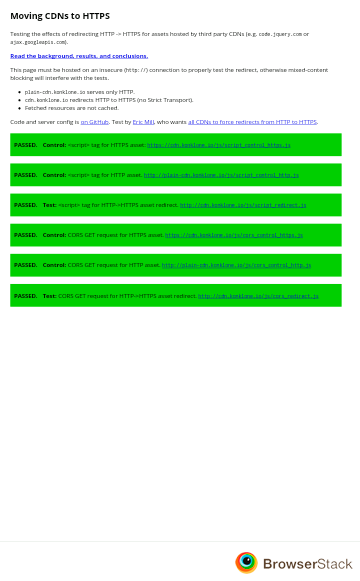 Moving CDNs to HTTPS
Testing the effects of redirecting HTTP -> HTTPS for assets hosted by third party CDNs (e.g. code.jquery.com or
ajax.googleapis.com).
Read the background, results, and conclusions.
This page must be hosted on an insecure (http://) connection to properly test the redirect, otherwise mixed-content
blocking will interfere with the tests.
• plain-cdn.konklone.io serves only HTTP.
• cdn.konklone.io redirects HTTP to HTTPS (no Strict Transport).
• Fetched resources are not cached.
Code and server config is on GitHub. Test by Eric Mill, who wants all CDNs to force redirects from HTTP to HTTPS.
PASSED. Control: <script> tag for HTTPS asset: https://cdn.konklone.io/js/script_control_https.js
PASSED. Control: <script> tag for HTTP asset: http://plain-cdn.konklone.io/js/script_control_http.js
PASSED. Test: <script> tag for HTTP->HTTPS asset redirect: http://cdn.konklone.io/js/script_redirect.js
PASSED. Control: CORS GET request for HTTPS asset: https://cdn.konklone.io/js/cors_control_https.js
PASSED. Control: CORS GET request for HTTP asset: http://plain-cdn.konklone.io/js/cors_control_http.js
PASSED. Test: CORS GET request for HTTP->HTTPS asset redirect: http://cdn.konklone.io/js/cors_redirect.js
BrowserStack